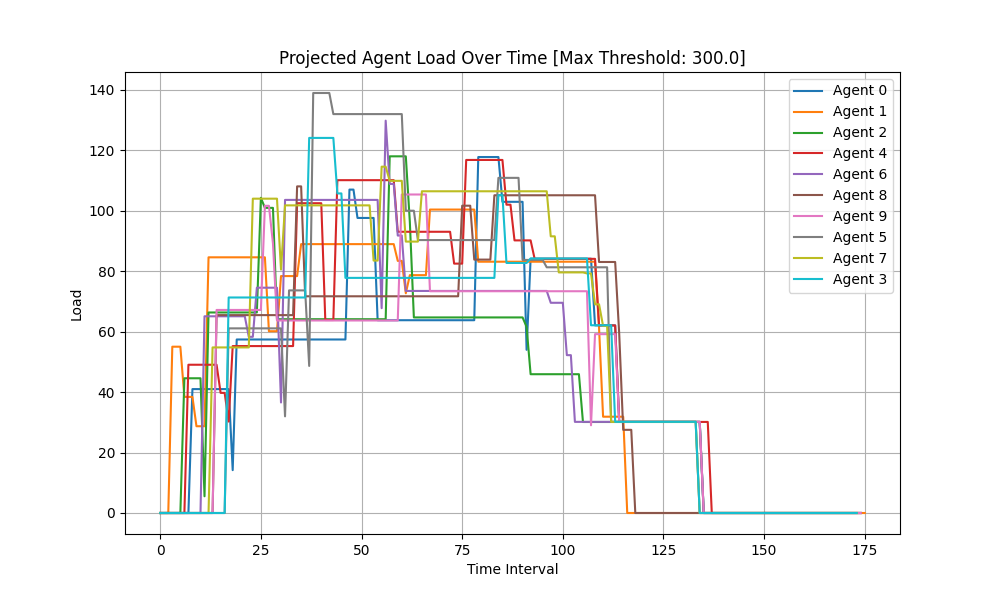 Projected Agent Load Over Time [Max Threshold: 300.0]
Load
140
120
100
80
60
40
20
0
0 25 50 75 100 125 150 175
Time Interval
Agent 0
Agent 1
Agent 2
Agent 4
Agent 6
Agent 8
Agent 9
Agent 5
Agent 7
Agent 3